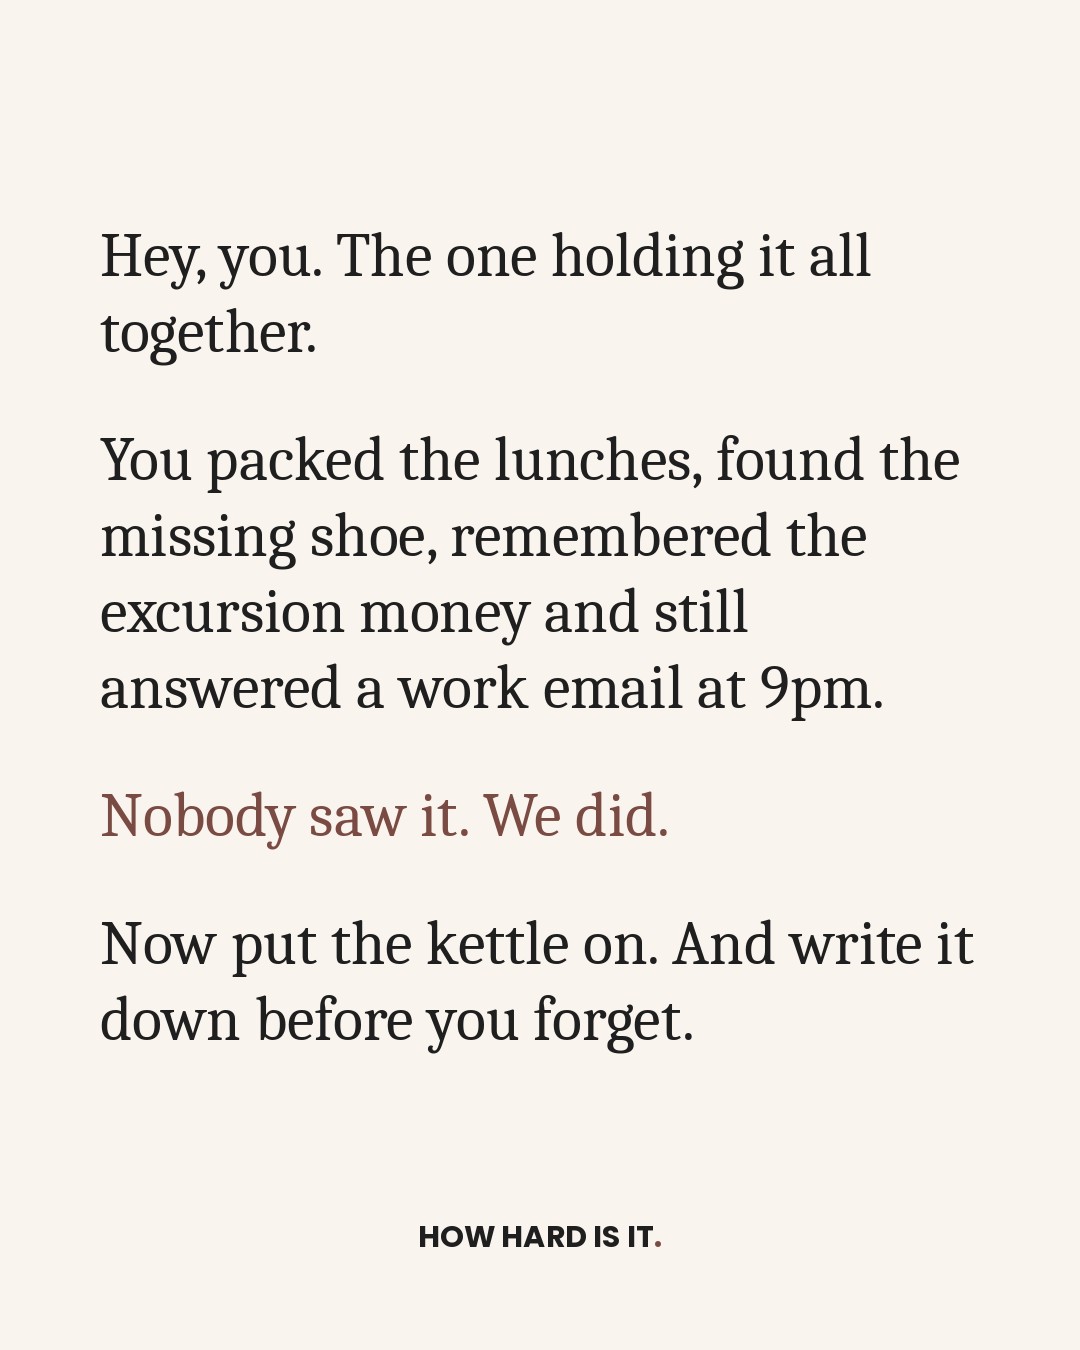 Hey, you. The one holding it all
together.
You packed the lunches, found the
missing shoe, remembered the
excursion money and still
answered a work email at 9pm.
Nobody saw it. We did.
Now put the kettle on. And write it
down before you forget.
HOW HARD IS IT.